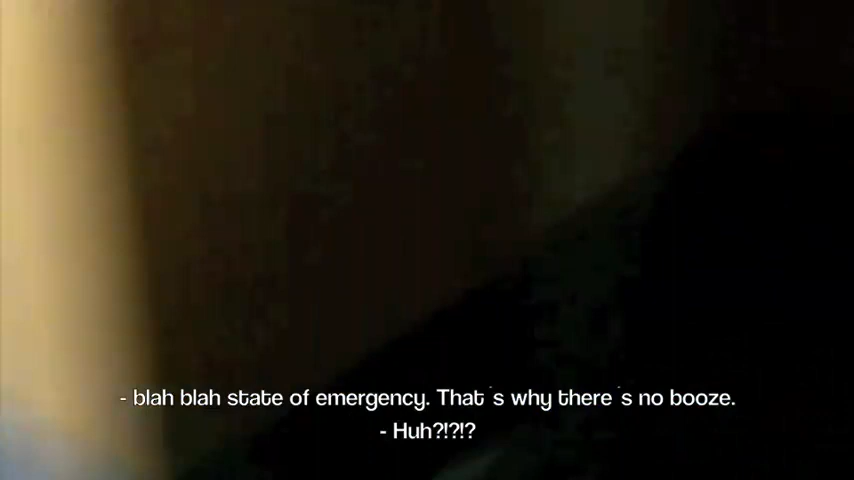 - blah blah state of emergency. That´s why there´s no booze.
- Huh?!?!?